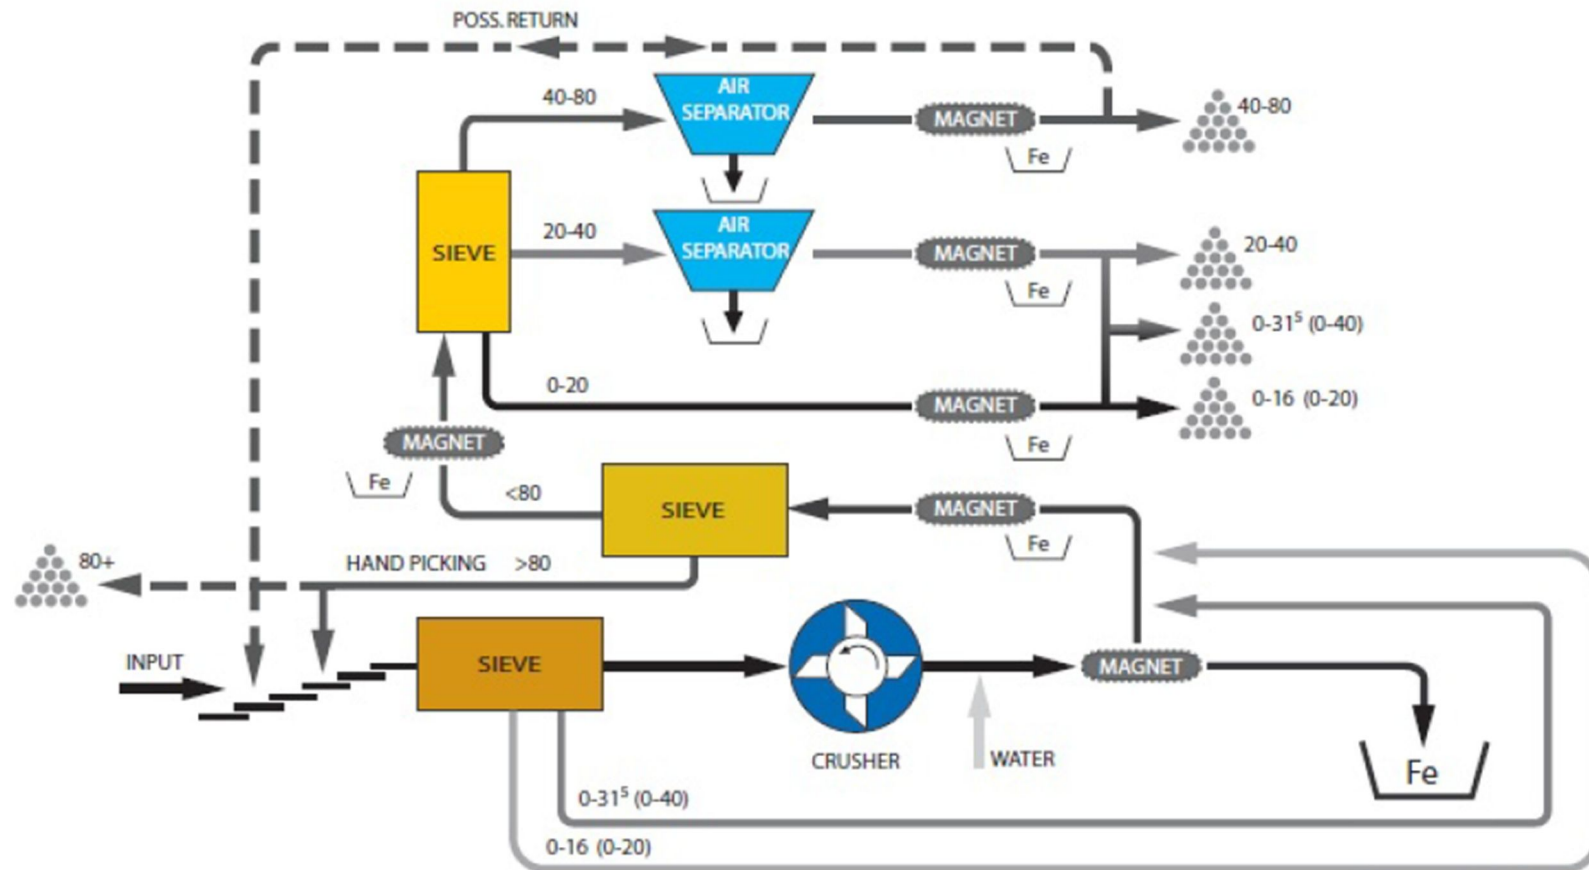 POSS. RETURN
40-80
AIR
SEPARATOR
MAGNET
Fe
40-80
SIEVE
20-40
AIR
SEPARATOR
MAGNET
Fe
20-40
0-31⁵ (0-40)
0-20
MAGNET
Fe
0-16 (0-20)
MAGNET
Fe
<80
SIEVE
MAGNET
Fe
80+
HAND PICKING >80
INPUT
SIEVE
CRUSHER
WATER
MAGNET
Fe
0-31⁵ (0-40)
0-16 (0-20)